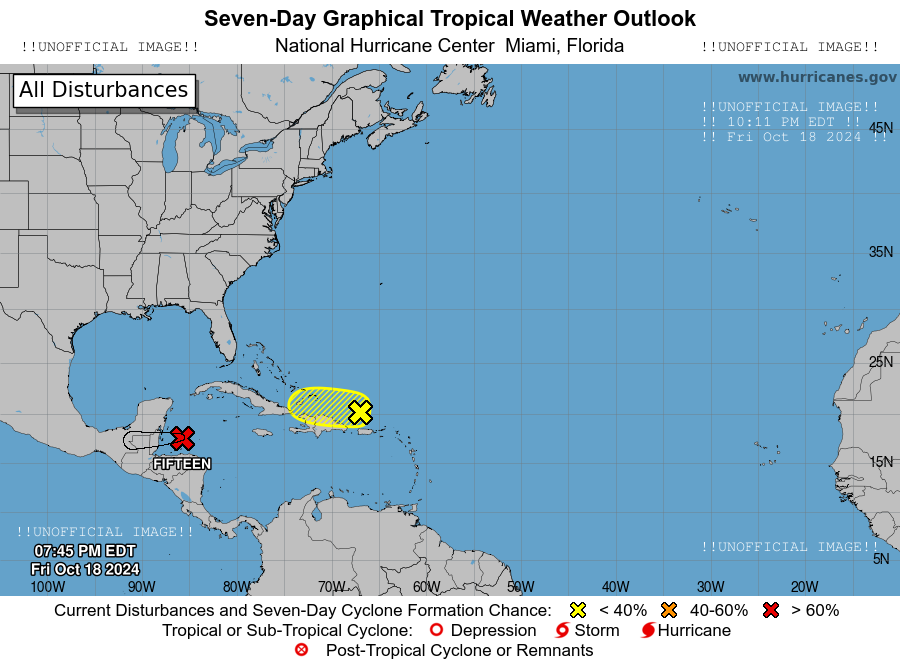 Seven-Day Graphical Tropical Weather Outlook
!!UNOFFICIAL IMAGE!! National Hurricane Center Miami, Florida !!UNOFFICIAL IMAGE!!
www.hurricanes.gov
All Disturbances
!!UNOFFICIAL IMAGE!!
!! 10:11 PM EDT !!
!! Fri Oct 18 2024 !!
45N
35N
25N
15N
FIFTEEN
!!UNOFFICIAL IMAGE!!
07:45 PM EDT
Fri Oct 18 2024
!!UNOFFICIAL IMAGE!!
5N
100W 90W 80W 70W 60W 50W 40W 30W 20W
Current Disturbances and Seven-Day Cyclone Formation Chance: < 40% 40-60% > 60%
Tropical or Sub-Tropical Cyclone: Depression Storm Hurricane
Post-Tropical Cyclone or Remnants